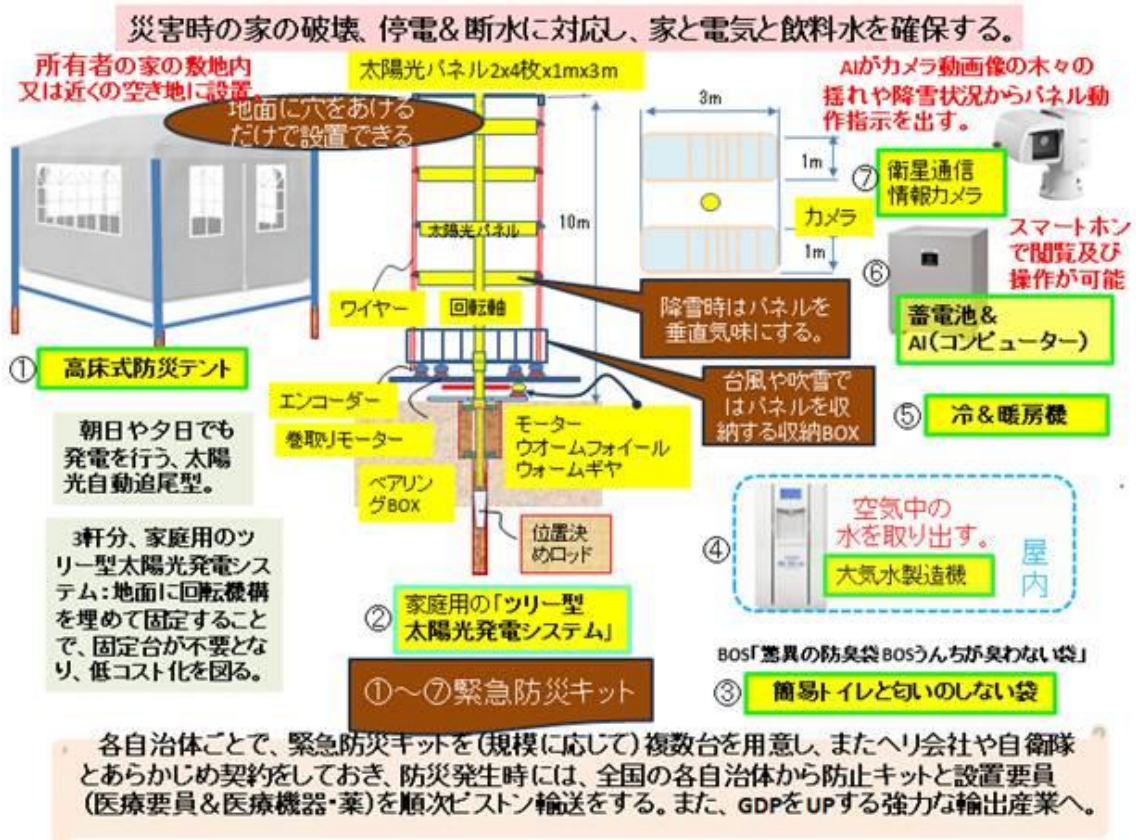 災害時の家の破壊、停電&断水に対応し、家と電気と飲料水を確保する。
所有者の家の敷地内
又は近くの空き地に設置。
地面に穴をあける
だけで設置できる
太陽光パネル2x4枚x1mx3m
AIがカメラ動画像の木々の
揺れや降雪状況からパネル動
作指示を出す。
3m
1m
1m
10m
カメラ
⑦
衛星通信
情報カメラ
スマートホン
で閲覧及び
操作が可能
⑥
蓄電池&
AI(コンピューター)
太陽光パネル
ワイヤー
回転軸
降雪時はパネルを
垂直気味にする。
台風や吹雪で
はパネルを収
納する収納BOX
① 高床式防災テント
エンコーダー
巻取りモーター
モーター
ウオームフォイール
ウォームギヤ
ベアリン
グBOX
位置決
めロッド
⑤ 冷&暖房機
朝日や夕日でも
発電を行う、太陽
光自動追尾型。
3軒分、家庭用のツ
リー型太陽光発電シス
テム:地面に回転機構
を埋めて固定すること
で、固定台が不要とな
り、低コスト化を図る。
④
空気中の
水を取り出す。
大気水製造機
屋内
②
家庭用の「ツリー型
太陽光発電システム」
①～⑦緊急防災キット
BOS「驚異の防臭袋BOSうんちが臭わない袋」
③ 簡易トイレと匂いのしない袋
各自治体ごとで、緊急防災キットを(規模に応じて)複数台を用意し、またヘリ会社や自衛隊
とあらかじめ契約をしておき、防災発生時には、全国の各自治体から防止キットと設置要員
(医療要員&医療機器・薬)を順次ピストン輸送をする。また、GDPをUPする強力な輸出産業へ。